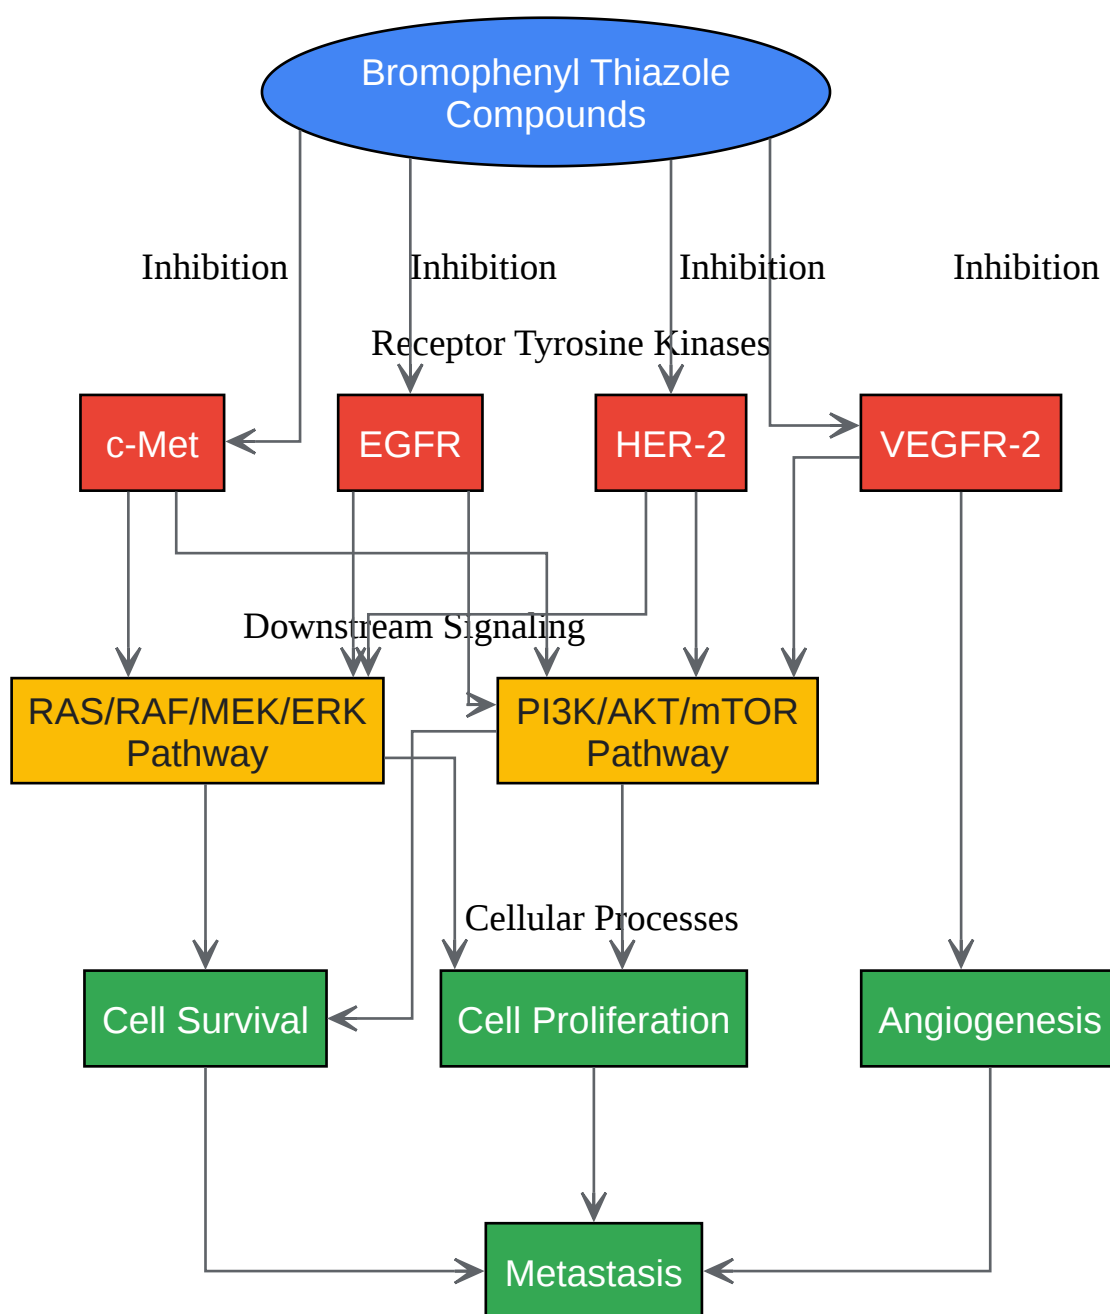 Bromophenyl Thiazole
Compounds
Inhibition
Inhibition
Inhibition
Inhibition
Receptor Tyrosine Kinases
c-Met
EGFR
HER-2
VEGFR-2
Downstream Signaling
RAS/RAF/MEK/ERK
Pathway
PI3K/AKT/mTOR
Pathway
Cellular Processes
Cell Survival
Cell Proliferation
Angiogenesis
Metastasis